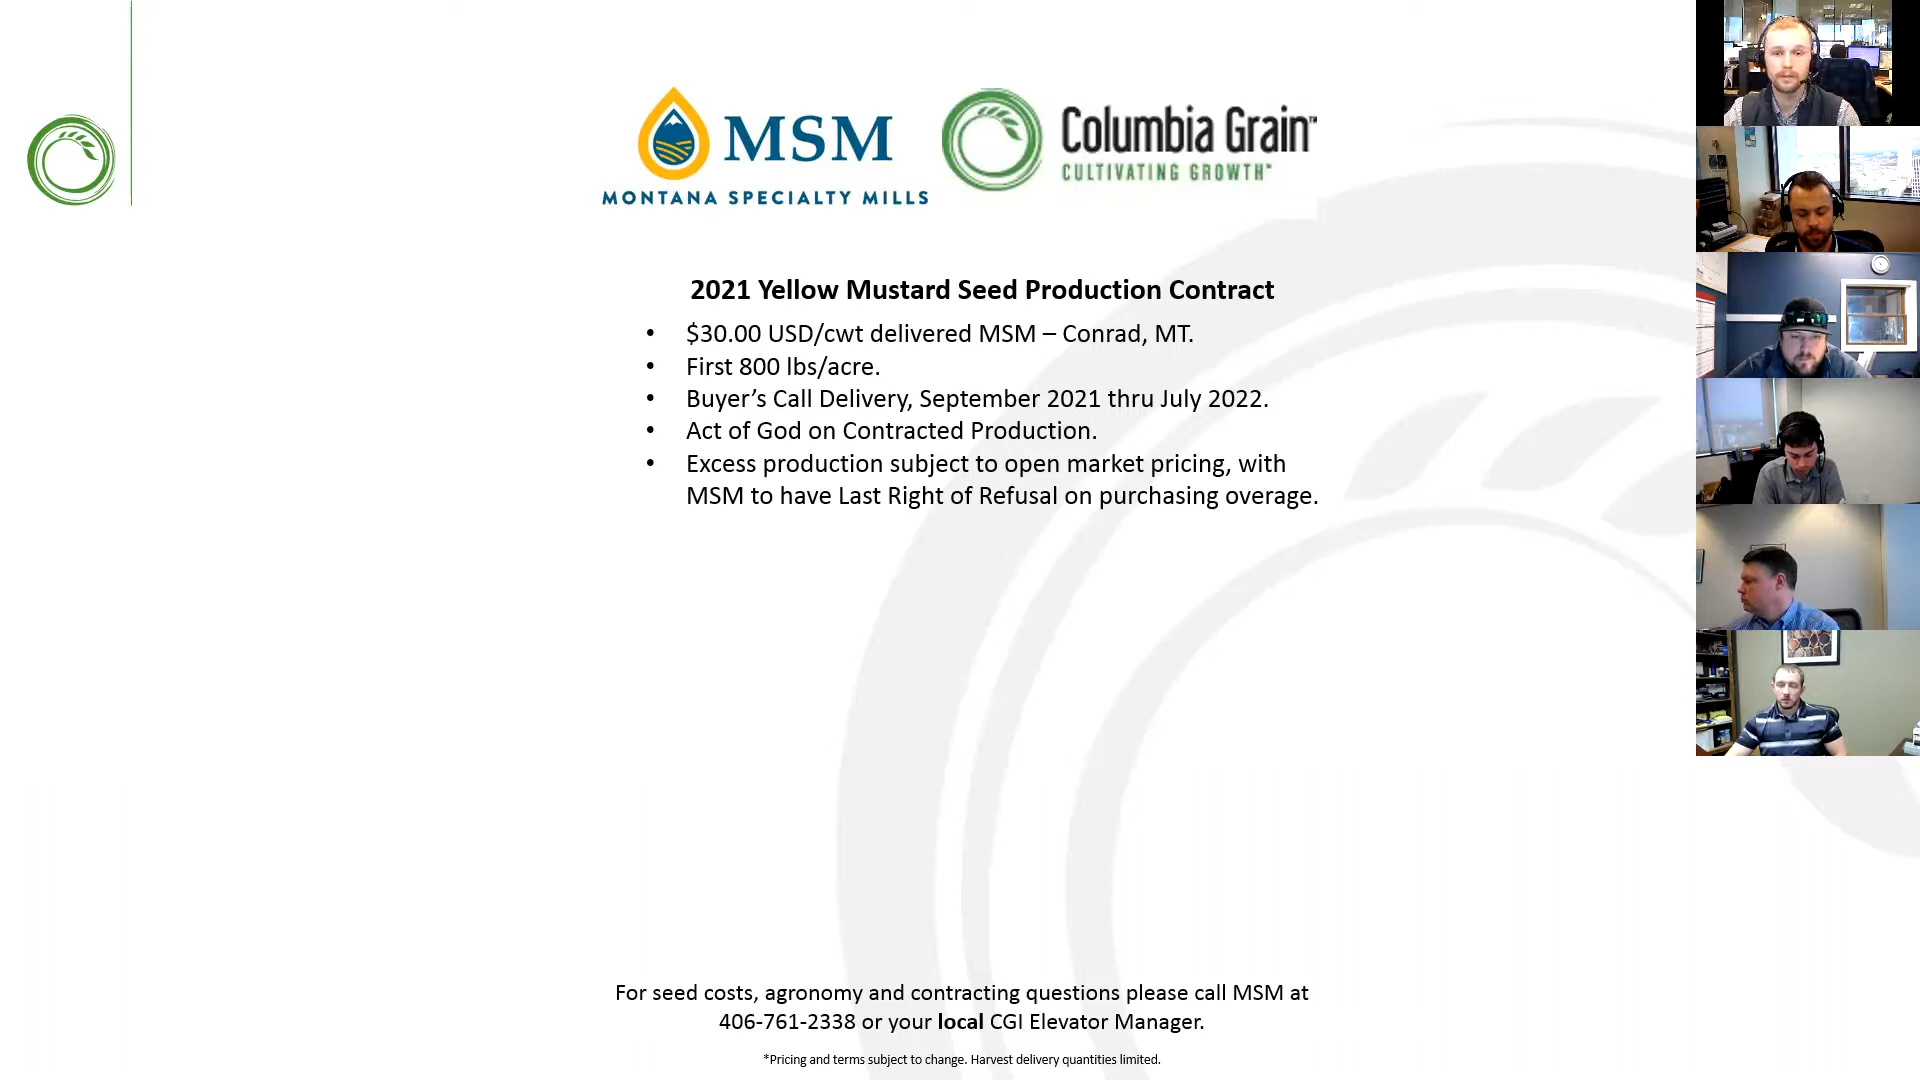 MSM
MONTANA SPECIALTY MILLS
Columbia Grain™
CULTIVATING GROWTH™
2021 Yellow Mustard Seed Production Contract
• $30.00 USD/cwt delivered MSM – Conrad, MT.
• First 800 lbs/acre.
• Buyer’s Call Delivery, September 2021 thru July 2022.
• Act of God on Contracted Production.
• Excess production subject to open market pricing, with
MSM to have Last Right of Refusal on purchasing overage.
For seed costs, agronomy and contracting questions please call MSM at
406-761-2338 or your local CGI Elevator Manager.
*Pricing and terms subject to change. Harvest delivery quantities limited.